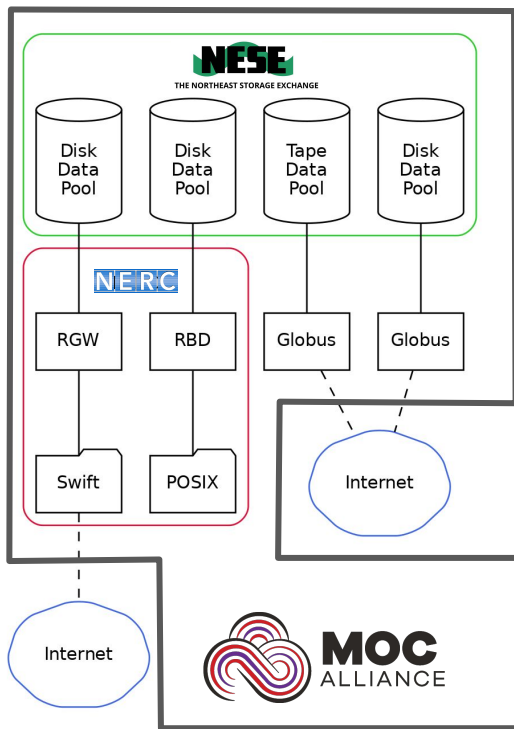 NESE
THE NORTHEAST STORAGE EXCHANGE
Disk
Data
Pool
Disk
Data
Pool
Tape
Data
Pool
Disk
Data
Pool
NERC
RGW
RBD
Globus
Globus
Swift
POSIX
Internet
Internet
MOC
ALLIANCE